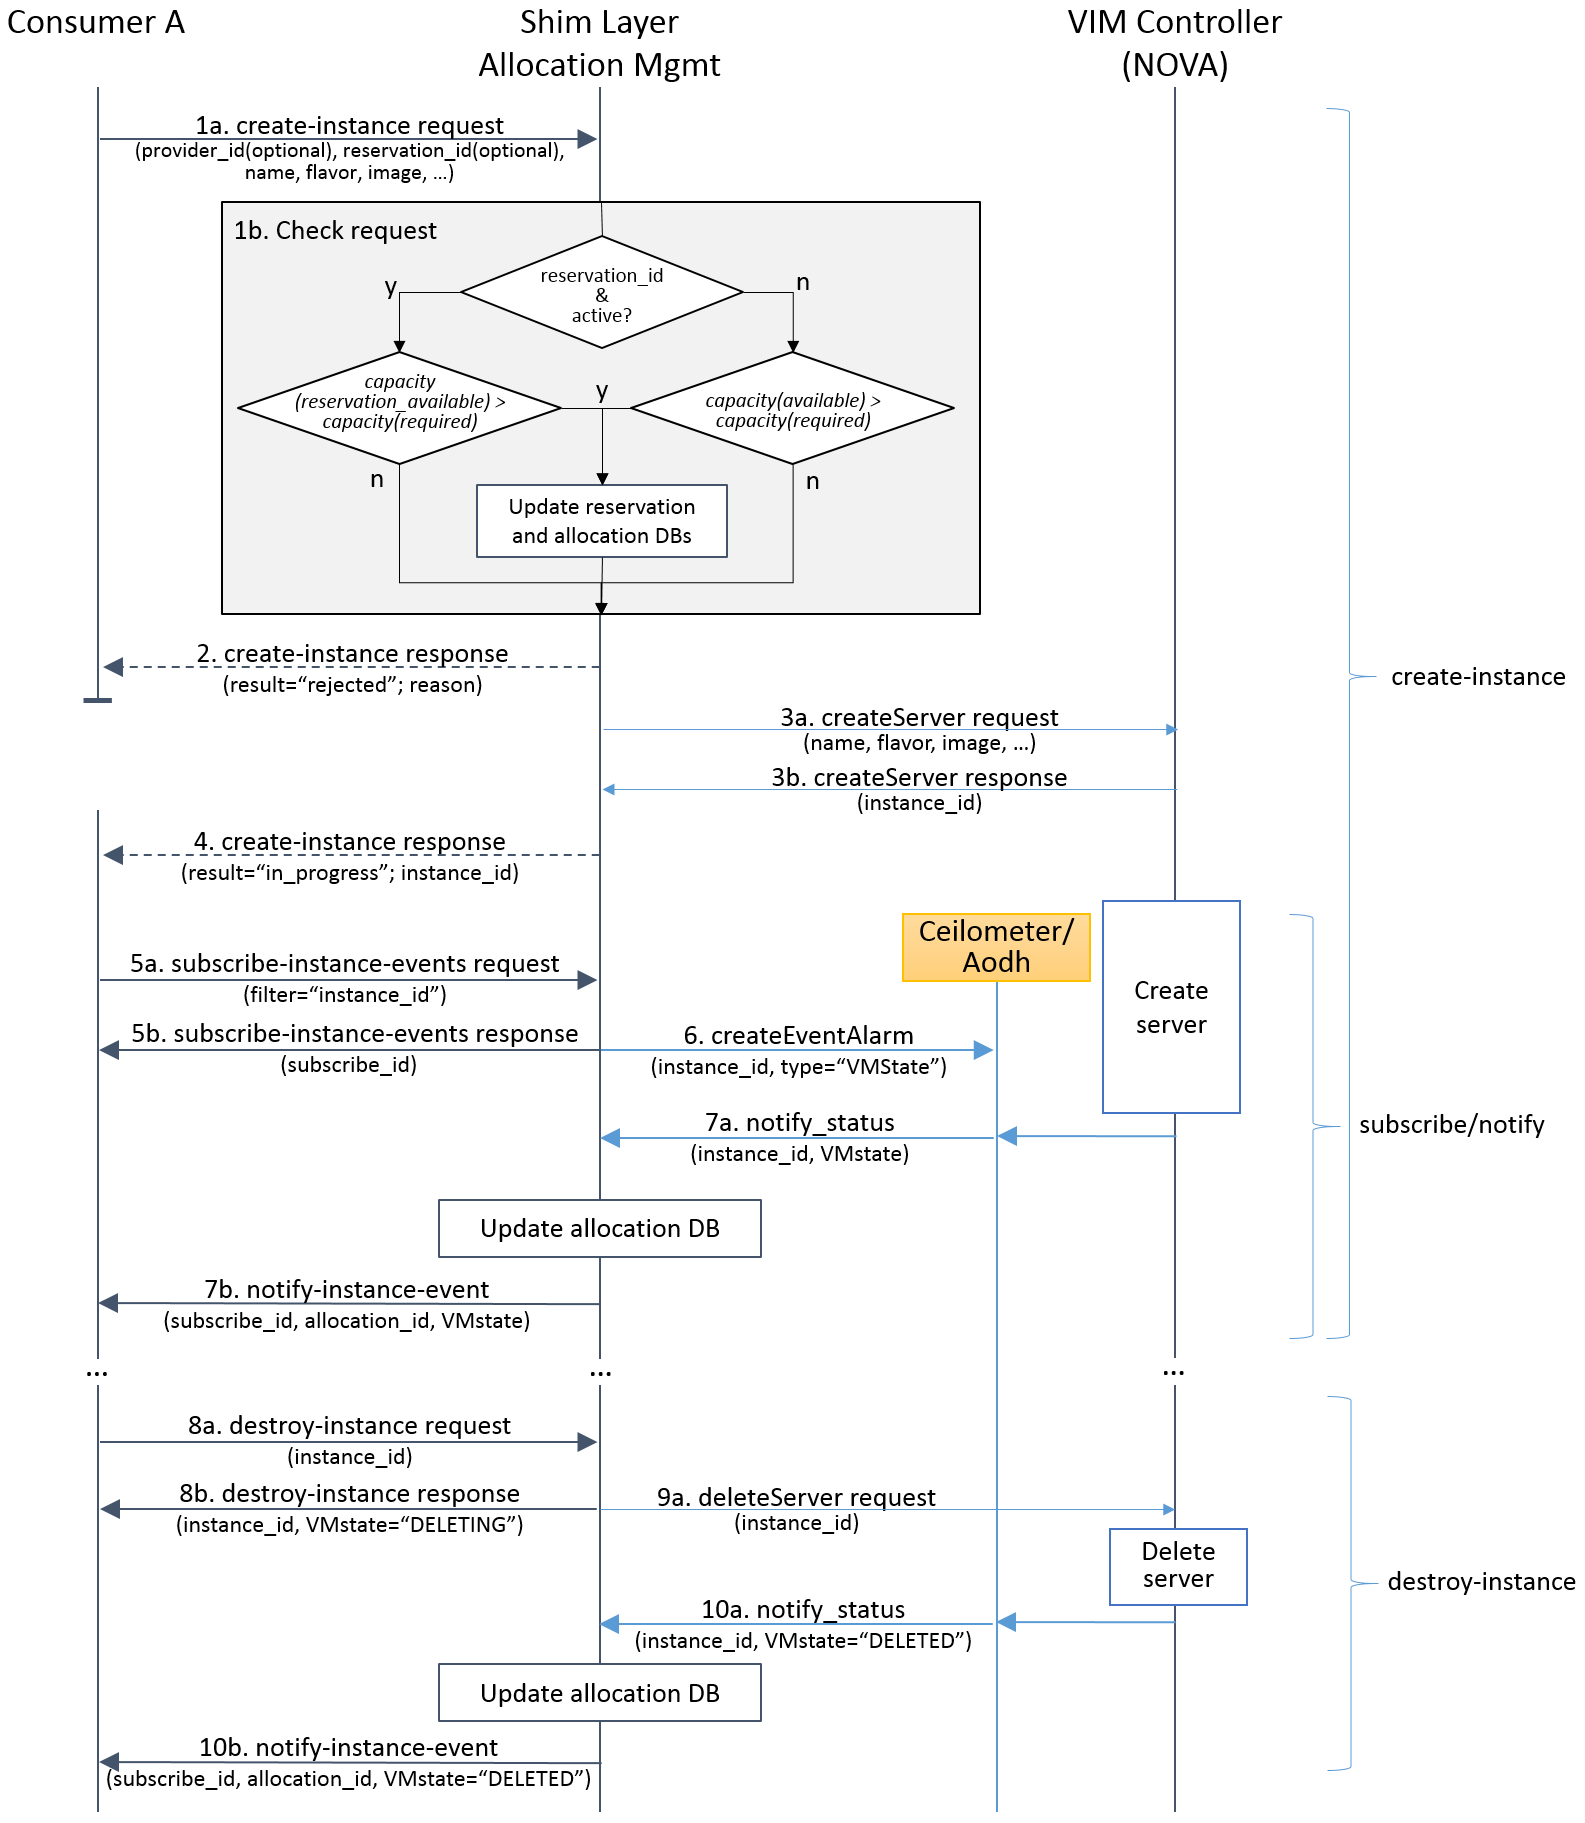 Consumer A
Shim Layer
Allocation Mgmt
VIM Controller
(NOVA)
1a. create-instance request
(provider_id(optional), reservation_id(optional),
name, flavor, image, ...)
1b. Check request
reservation_id
&
active?
y
n
capacity
(reservation_available) >
capacity(required)
y
capacity(available) >
capacity(required)
n
n
Update reservation
and allocation DBs
2. create-instance response
(result=“rejected”; reason)
create-instance
3a. createServer request
(name, flavor, image, ...)
3b. createServer response
(instance_id)
4. create-instance response
(result=“in_progress”; instance_id)
Ceilometer/
Aodh
Create
server
5a. subscribe-instance-events request
(filter=“instance_id”)
5b. subscribe-instance-events response
(subscribe_id)
6. createEventAlarm
(instance_id, type=“VMState”)
7a. notify_status
(instance_id, VMstate)
subscribe/notify
Update allocation DB
7b. notify-instance-event
(subscribe_id, allocation_id, VMstate)
...
...
...
8a. destroy-instance request
(instance_id)
8b. destroy-instance response
(instance_id, VMstate=“DELETING”)
9a. deleteServer request
(instance_id)
Delete
server
destroy-instance
10a. notify_status
(instance_id, VMstate=“DELETED”)
Update allocation DB
10b. notify-instance-event
(subscribe_id, allocation_id, VMstate=“DELETED”)